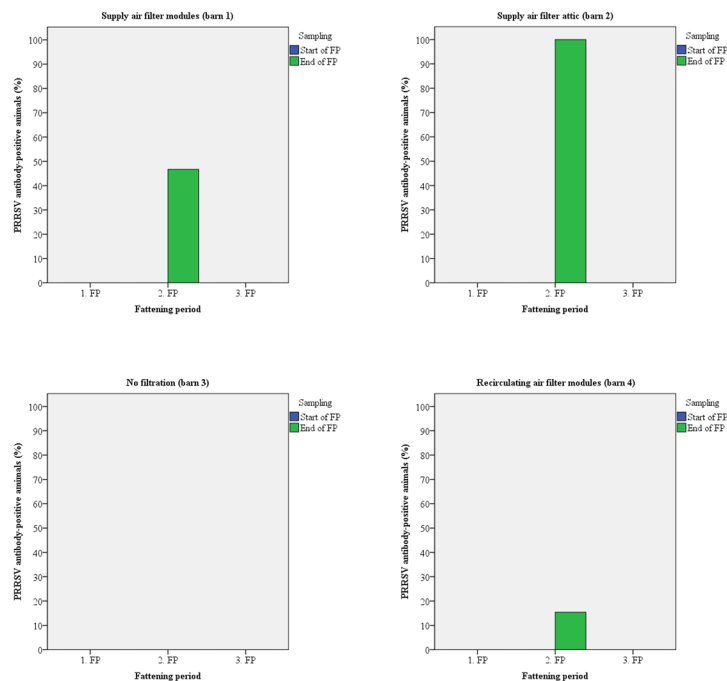 Supply air filter modules (barn 1)
PRRSV antibody-positive animals (%)
100
90
80
70
60
50
40
30
20
10
0
1. FP
2. FP
3. FP
Fattening period
Sampling
Start of FP
End of FP
Supply air filter attic (barn 2)
PRRSV antibody-positive animals (%)
100
90
80
70
60
50
40
30
20
10
0
1. FP
2. FP
3. FP
Fattening period
Sampling
Start of FP
End of FP
No filtration (barn 3)
PRRSV antibody-positive animals (%)
100
90
80
70
60
50
40
30
20
10
0
1. FP
2. FP
3. FP
Fattening period
Sampling
Start of FP
End of FP
Recirculating air filter modules (barn 4)
PRRSV antibody-positive animals (%)
100
90
80
70
60
50
40
30
20
10
0
1. FP
2. FP
3. FP
Fattening period
Sampling
Start of FP
End of FP